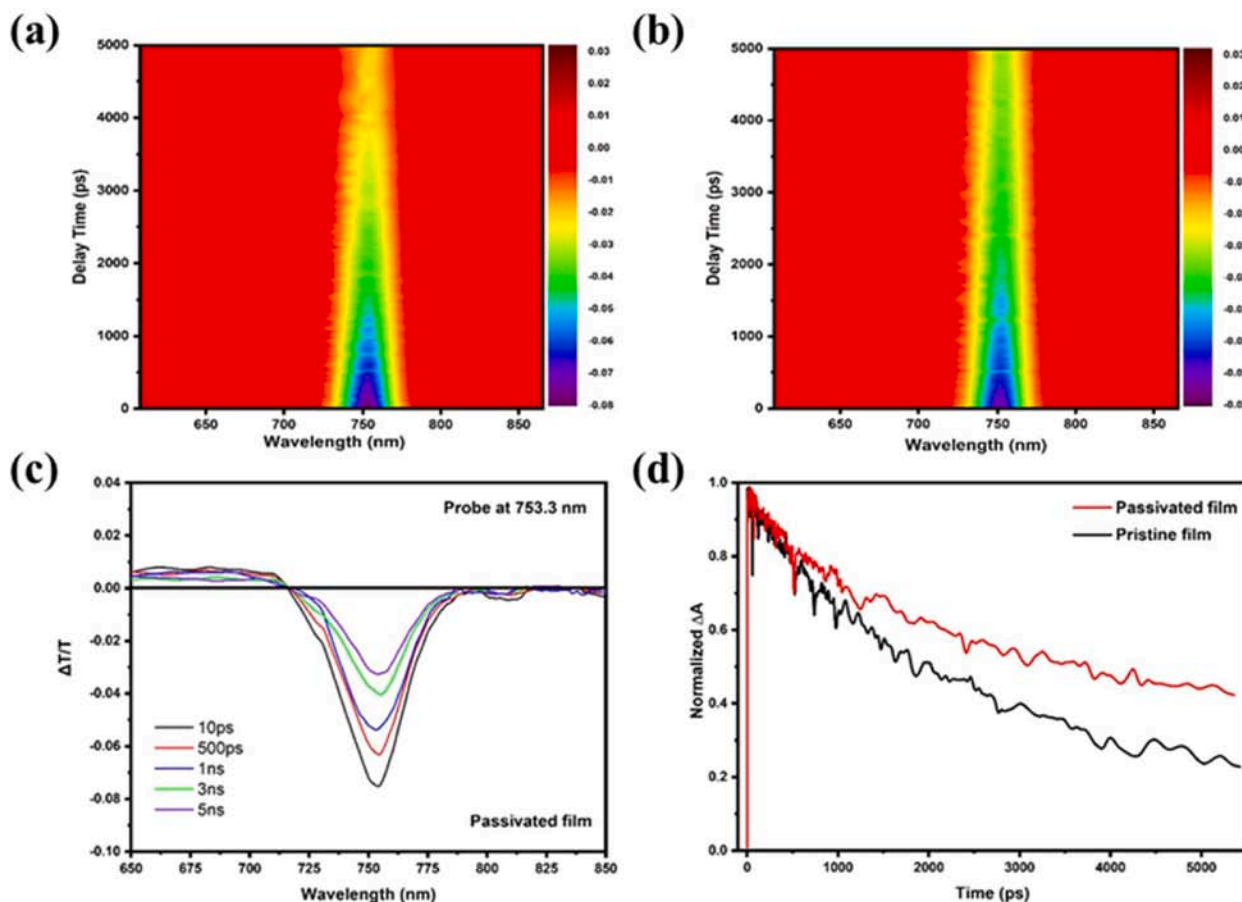 (a)
5000
4000
3000
2000
1000
0
Delay Time (ps)
650 700 750 800 850
Wavelength (nm)
0.03
0.01
0.00
-0.01
-0.02
-0.03
-0.04
-0.05
-0.06
-0.07
-0.08
(b)
5000
4000
3000
2000
1000
0
Delay Time (ps)
650 700 750 800 850
Wavelength (nm)
(c)
0.04
0.02
0.00
-0.02
-0.04
-0.06
-0.08
-0.10
ΔT/T
Probe at 753.3 nm
10ps
500ps
1ns
3ns
5ns
Passivated film
650 675 700 725 750 775 800 825 850
Wavelength (nm)
(d)
1.0
0.8
0.6
0.4
0.2
0.0
Normalized ΔA
Passivated film
Pristine film
0 1000 2000 3000 4000 5000
Time (ps)